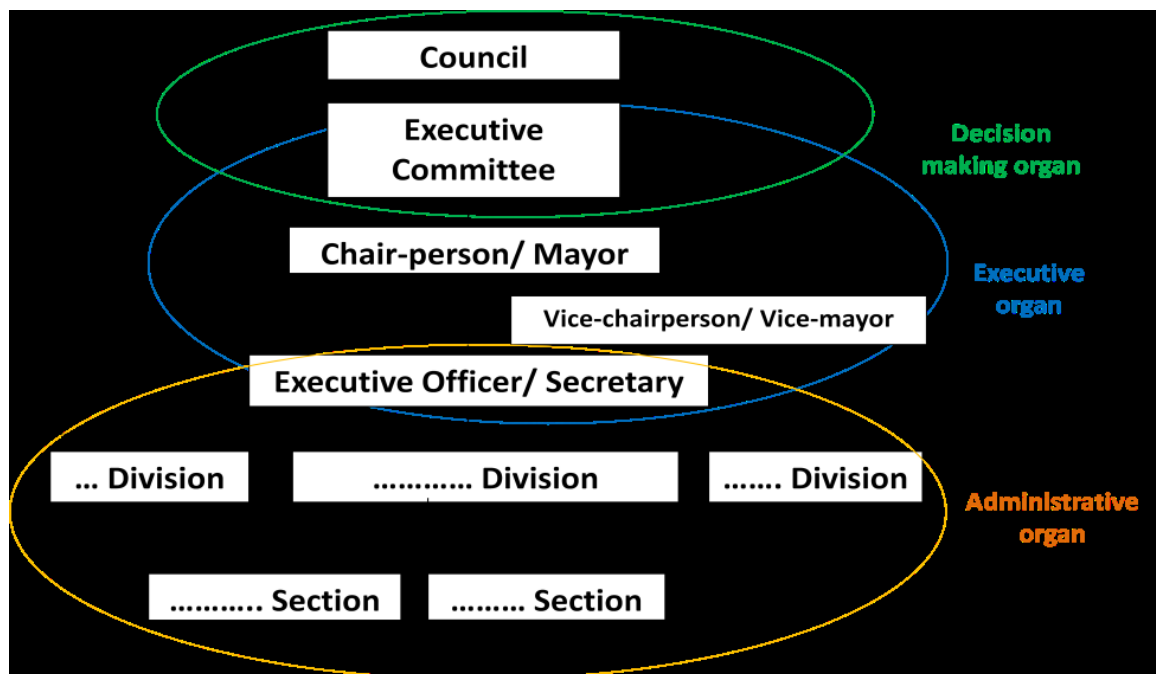 Council
Executive
Committee
Decision
making organ
Chair-person/ Mayor
Executive
organ
Vice-chairperson/ Vice-mayor
Executive Officer/ Secretary
... Division
………… Division
……. Division
Administrative
organ
……….. Section
……… Section